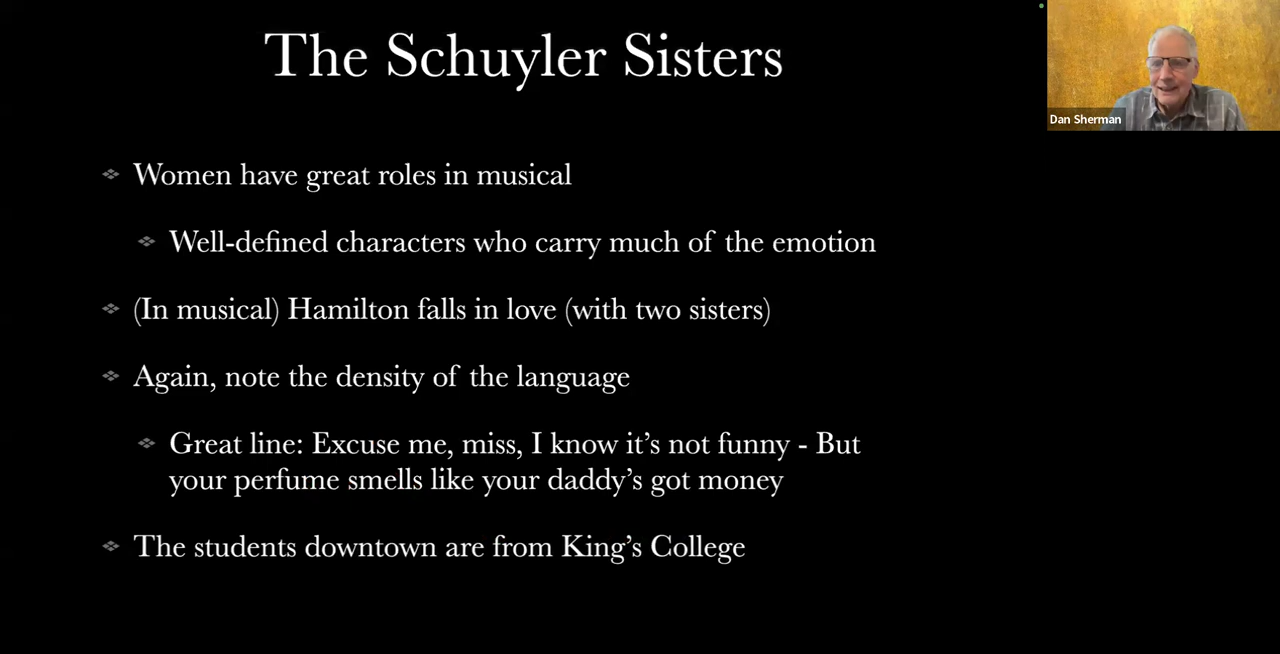 The Schuyler Sisters
Dan Sherman
Women have great roles in musical
Well-defined characters who carry much of the emotion
(In musical) Hamilton falls in love (with two sisters)
Again, note the density of the language
Great line: Excuse me, miss, I know it’s not funny - But
your perfume smells like your daddy’s got money
The students downtown are from King’s College